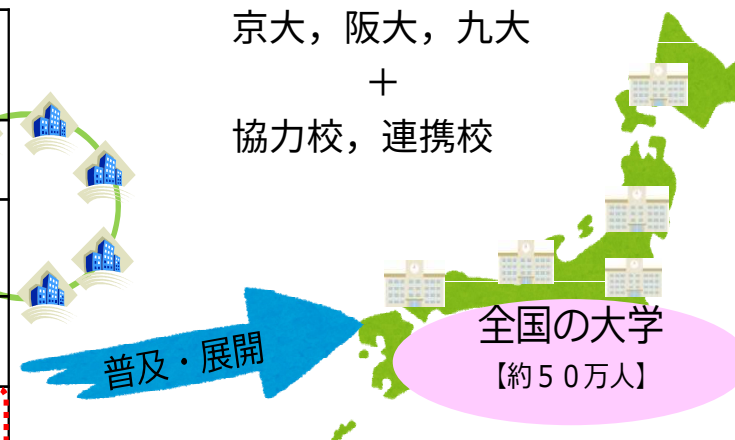 京大，阪大，九大
＋
協力校，連携校
普及・展開
全国の大学
【約５０万人】